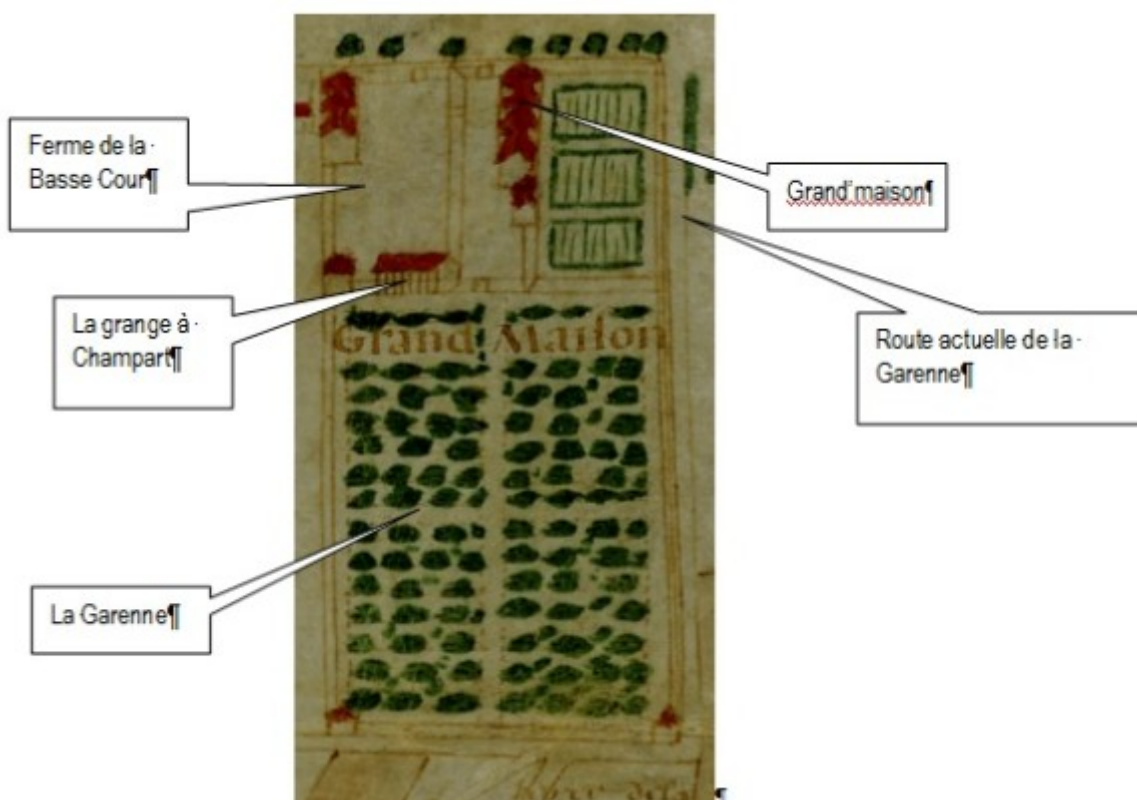 Ferme de la·
Basse Cour¶
Grand'maison¶
La grange à·
Champart¶
Route actuelle de la·
Garenne¶
Grand Maison
La Garenne¶
¶